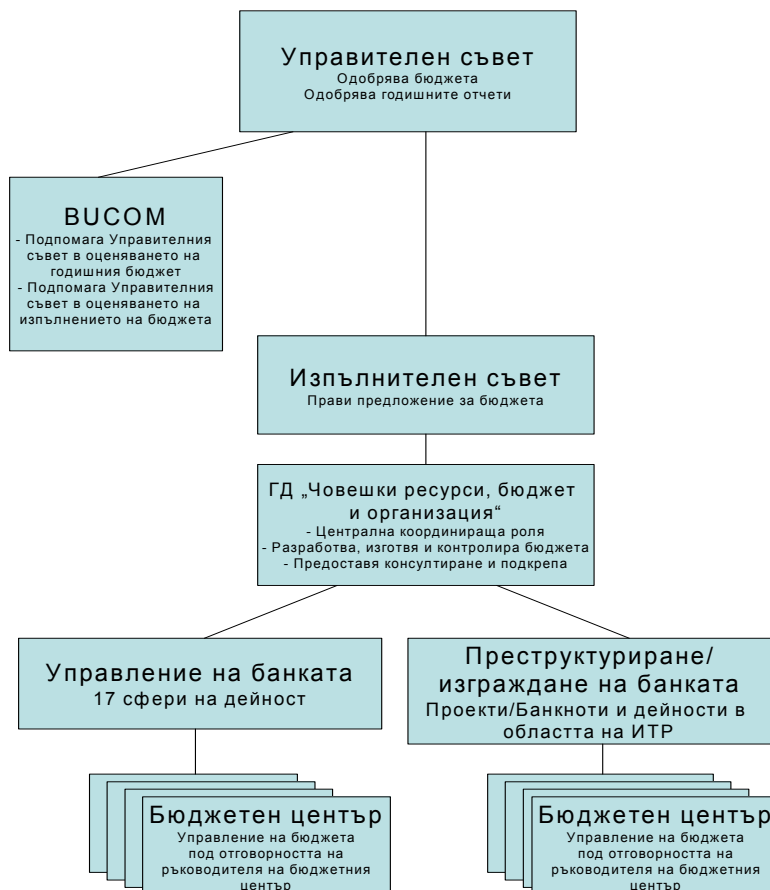 Управителен съвет
Одобрява бюджета
Одобрява годишните отчети
BUCOM
- Подпомага Управителния
съвет в оценяването на
годишния бюджет
- Подпомага Управителния
съвет в оценяването на
изпълнението на бюджета
Изпълнителен съвет
Прави предложение за бюджета
ГД „Човешки ресурси, бюджет
и организация“
- Централна координираща роля
- Разработва, изготвя и контролира бюджета
- Предоставя консултиране и подкрепа
Управление на банката
17 сфери на дейност
Преструктуриране/
изграждане на банката
Проекти/Банкноти и дейности в
областта на ИТР
Бюджетен център
Управление на бюджета
под отговорността на
ръководителя на бюджетния
център
Бюджетен център
Управление на бюджета
под отговорността на
ръководителя на бюджетния
център